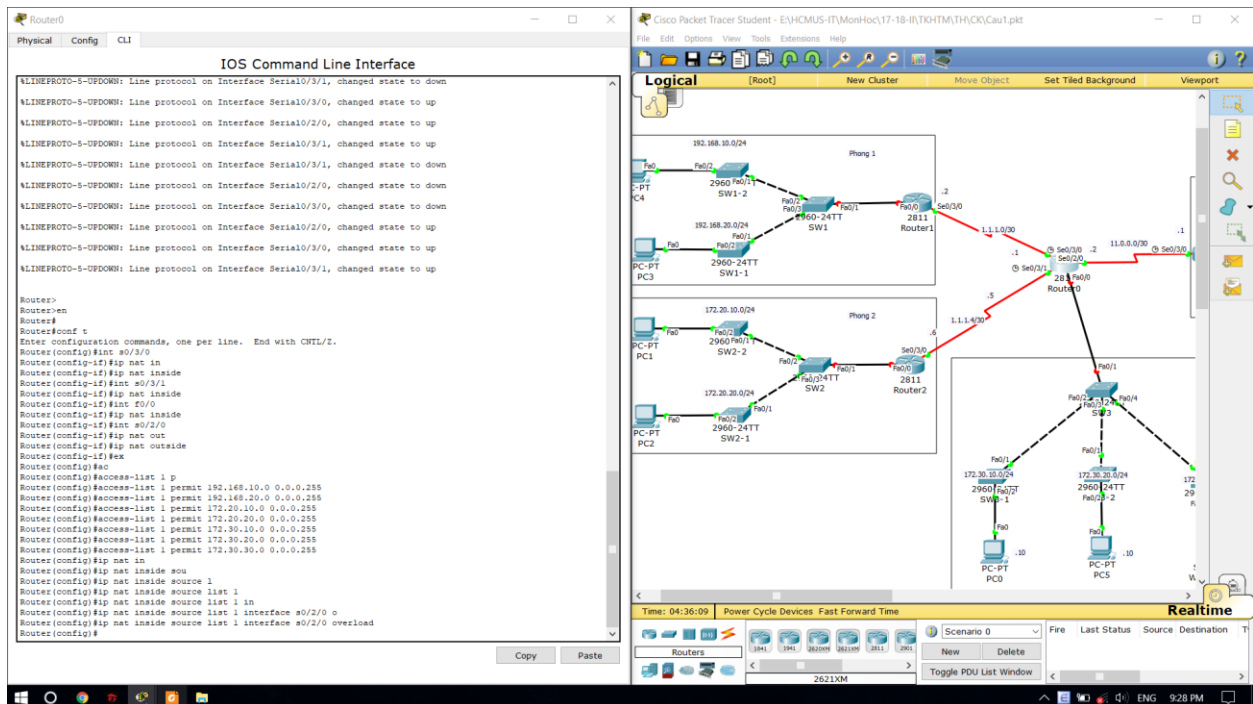 Router0
Physical Config CLI
IOS Command Line Interface
%LINEPROTO-5-UPDOWN: Line protocol on Interface Serial0/3/1, changed state to down
%LINEPROTO-5-UPDOWN: Line protocol on Interface Serial0/3/0, changed state to up
%LINEPROTO-5-UPDOWN: Line protocol on Interface Serial0/2/0, changed state to up
%LINEPROTO-5-UPDOWN: Line protocol on Interface Serial0/3/1, changed state to up
%LINEPROTO-5-UPDOWN: Line protocol on Interface Serial0/3/1, changed state to down
%LINEPROTO-5-UPDOWN: Line protocol on Interface Serial0/2/0, changed state to down
%LINEPROTO-5-UPDOWN: Line protocol on Interface Serial0/3/0, changed state to down
%LINEPROTO-5-UPDOWN: Line protocol on Interface Serial0/2/0, changed state to up
%LINEPROTO-5-UPDOWN: Line protocol on Interface Serial0/3/0, changed state to up
%LINEPROTO-5-UPDOWN: Line protocol on Interface Serial0/3/1, changed state to up
Router>
Router>en
Router#
Router#conf t
Enter configuration commands, one per line. End with CNTL/Z.
Router(config)#int s0/3/0
Router(config-if)#ip nat in
Router(config-if)#ip nat inside
Router(config-if)#int s0/3/1
Router(config-if)#ip nat inside
Router(config-if)#int f0/0
Router(config-if)#ip nat inside
Router(config-if)#int s0/2/0
Router(config-if)#ip nat out
Router(config-if)#ip nat outside
Router(config-if)#ex
Router(config)#ac
Router(config)#access-list 1 p
Router(config)#access-list 1 permit 192.168.10.0 0.0.0.255
Router(config)#access-list 1 permit 192.168.20.0 0.0.0.255
Router(config)#access-list 1 permit 172.20.10.0 0.0.0.255
Router(config)#access-list 1 permit 172.20.20.0 0.0.0.255
Router(config)#access-list 1 permit 172.30.10.0 0.0.0.255
Router(config)#access-list 1 permit 172.30.20.0 0.0.0.255
Router(config)#access-list 1 permit 172.30.30.0 0.0.0.255
Router(config)#ip nat in
Router(config)#ip nat inside sou
Router(config)#ip nat inside source l
Router(config)#ip nat inside source list 1
Router(config)#ip nat inside source list 1 in
Router(config)#ip nat inside source list 1 interface s0/2/0 o
Router(config)#ip nat inside source list 1 interface s0/2/0 overload
Router(config)#
Copy Paste
Cisco Packet Tracer Student - E:\HCMUS-IT\MonHoc\17-18-II\TKHTM\TH\CK\Cau1.pkt
File Edit Options View Tools Extensions Help
Logical [Root] New Cluster Move Object Set Tiled Background Viewport
192.168.10.0/24
Phong 1
Fa0
Fa0/2
C-PT
PC4
2960
Fa0/1
SW1-2
Fa0/2
Fa0/3
Fa0/1
SW1
192.168.20.0/24
Fa0
Fa0/2
Fa0/1
PC-PT
PC3
2960-24TT
SW1-1
Fa0/0
2811
Router1
.2
Se0/3/0
1.1.1.0/30
.1
Se0/3/0
.2
Se0/2/0
Se0/3/1
Fa0/0
Router0
11.0.0.0/30
.1
Se0/3/0
.5
1.1.1.4/30
.6
172.20.10.0/24
Phong 2
Fa0
Fa0/2
PC-PT
PC1
2960
Fa0/1
SW2-2
Fa0/2
Fa0/3
Fa0/1
SW2
Se0/3/0
Fa0/0
2811
Router2
172.20.20.0/24
Fa0
Fa0/2
Fa0/1
PC-PT
PC2
2960-24TT
SW2-1
Fa0/1
Fa0/2
Fa0/3
Fa0/4
SW3
Fa0/1
172.30.10.0/24
Fa0/2
Fa0
.10
PC-PT
PC0
Fa0/1
172.30.20.0/24
2960-24TT
Fa0/2
Fa0
.10
PC-PT
PC5
Time: 04:36:09 Power Cycle Devices Fast Forward Time Realtime
Routers
1841 1941 2620XM 2621XM 2811 2901
2621XM
Scenario 0
New Delete
Toggle PDU List Window
Fire Last Status Source Destination
ENG 9:28 PM